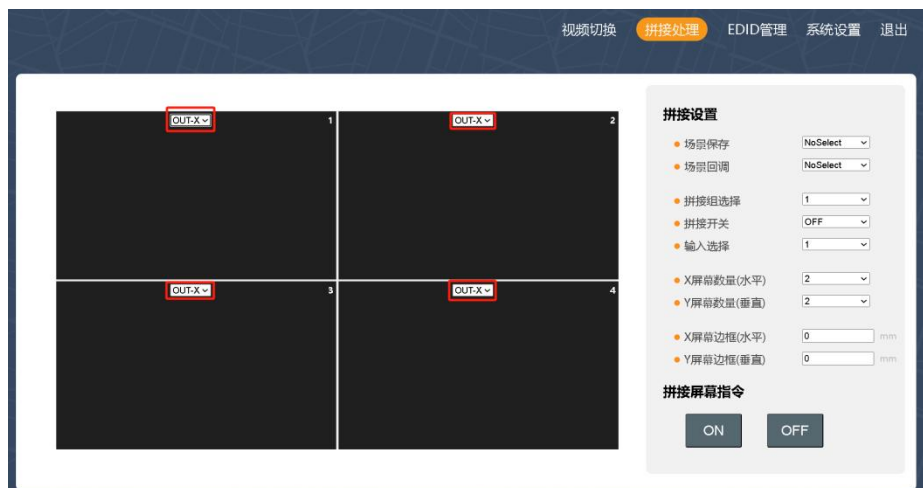 视频切换 拼接处理 EDID管理 系统设置 退出
OUT-X 1 OUT-X 2
OUT-X 3 OUT-X 4
拼接设置
场景保存 NoSelect
场景回调 NoSelect
拼接组选择 1
拼接开关 OFF
输入选择 1
X屏幕数量(水平) 2
Y屏幕数量(垂直) 2
X屏幕边框(水平) 0 mm
Y屏幕边框(垂直) 0 mm
拼接屏幕指令
ON OFF